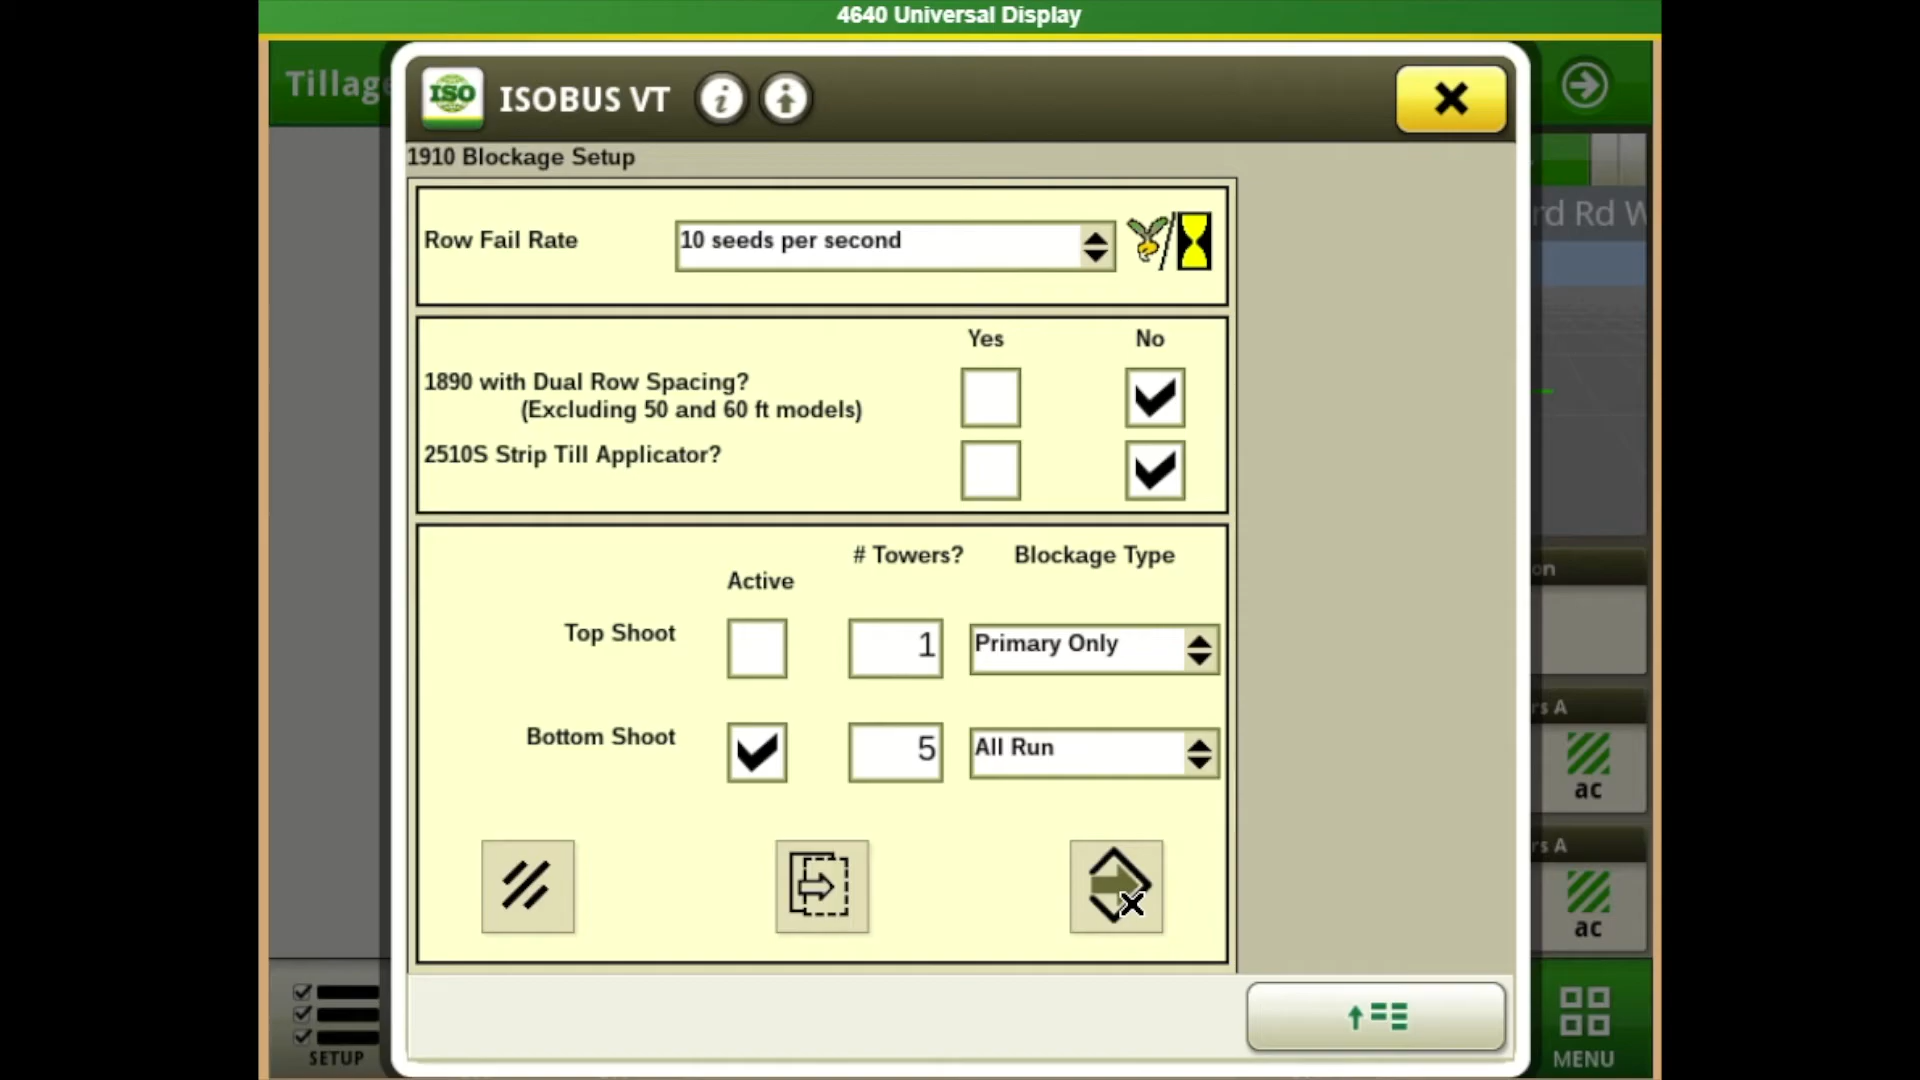 4640 Universal Display
Tillag
ISO
ISOBUS VT
1910 Blockage Setup
Row Fail Rate
10 seeds per second
Yes
No
1890 with Dual Row Spacing?
(Excluding 50 and 60 ft models)
2510S Strip Till Applicator?
# Towers?
Blockage Type
Active
Top Shoot
1
Primary Only
Bottom Shoot
5
All Run
rd Rd W
on
rs A
ac
rs A
ac
SETUP
MENU